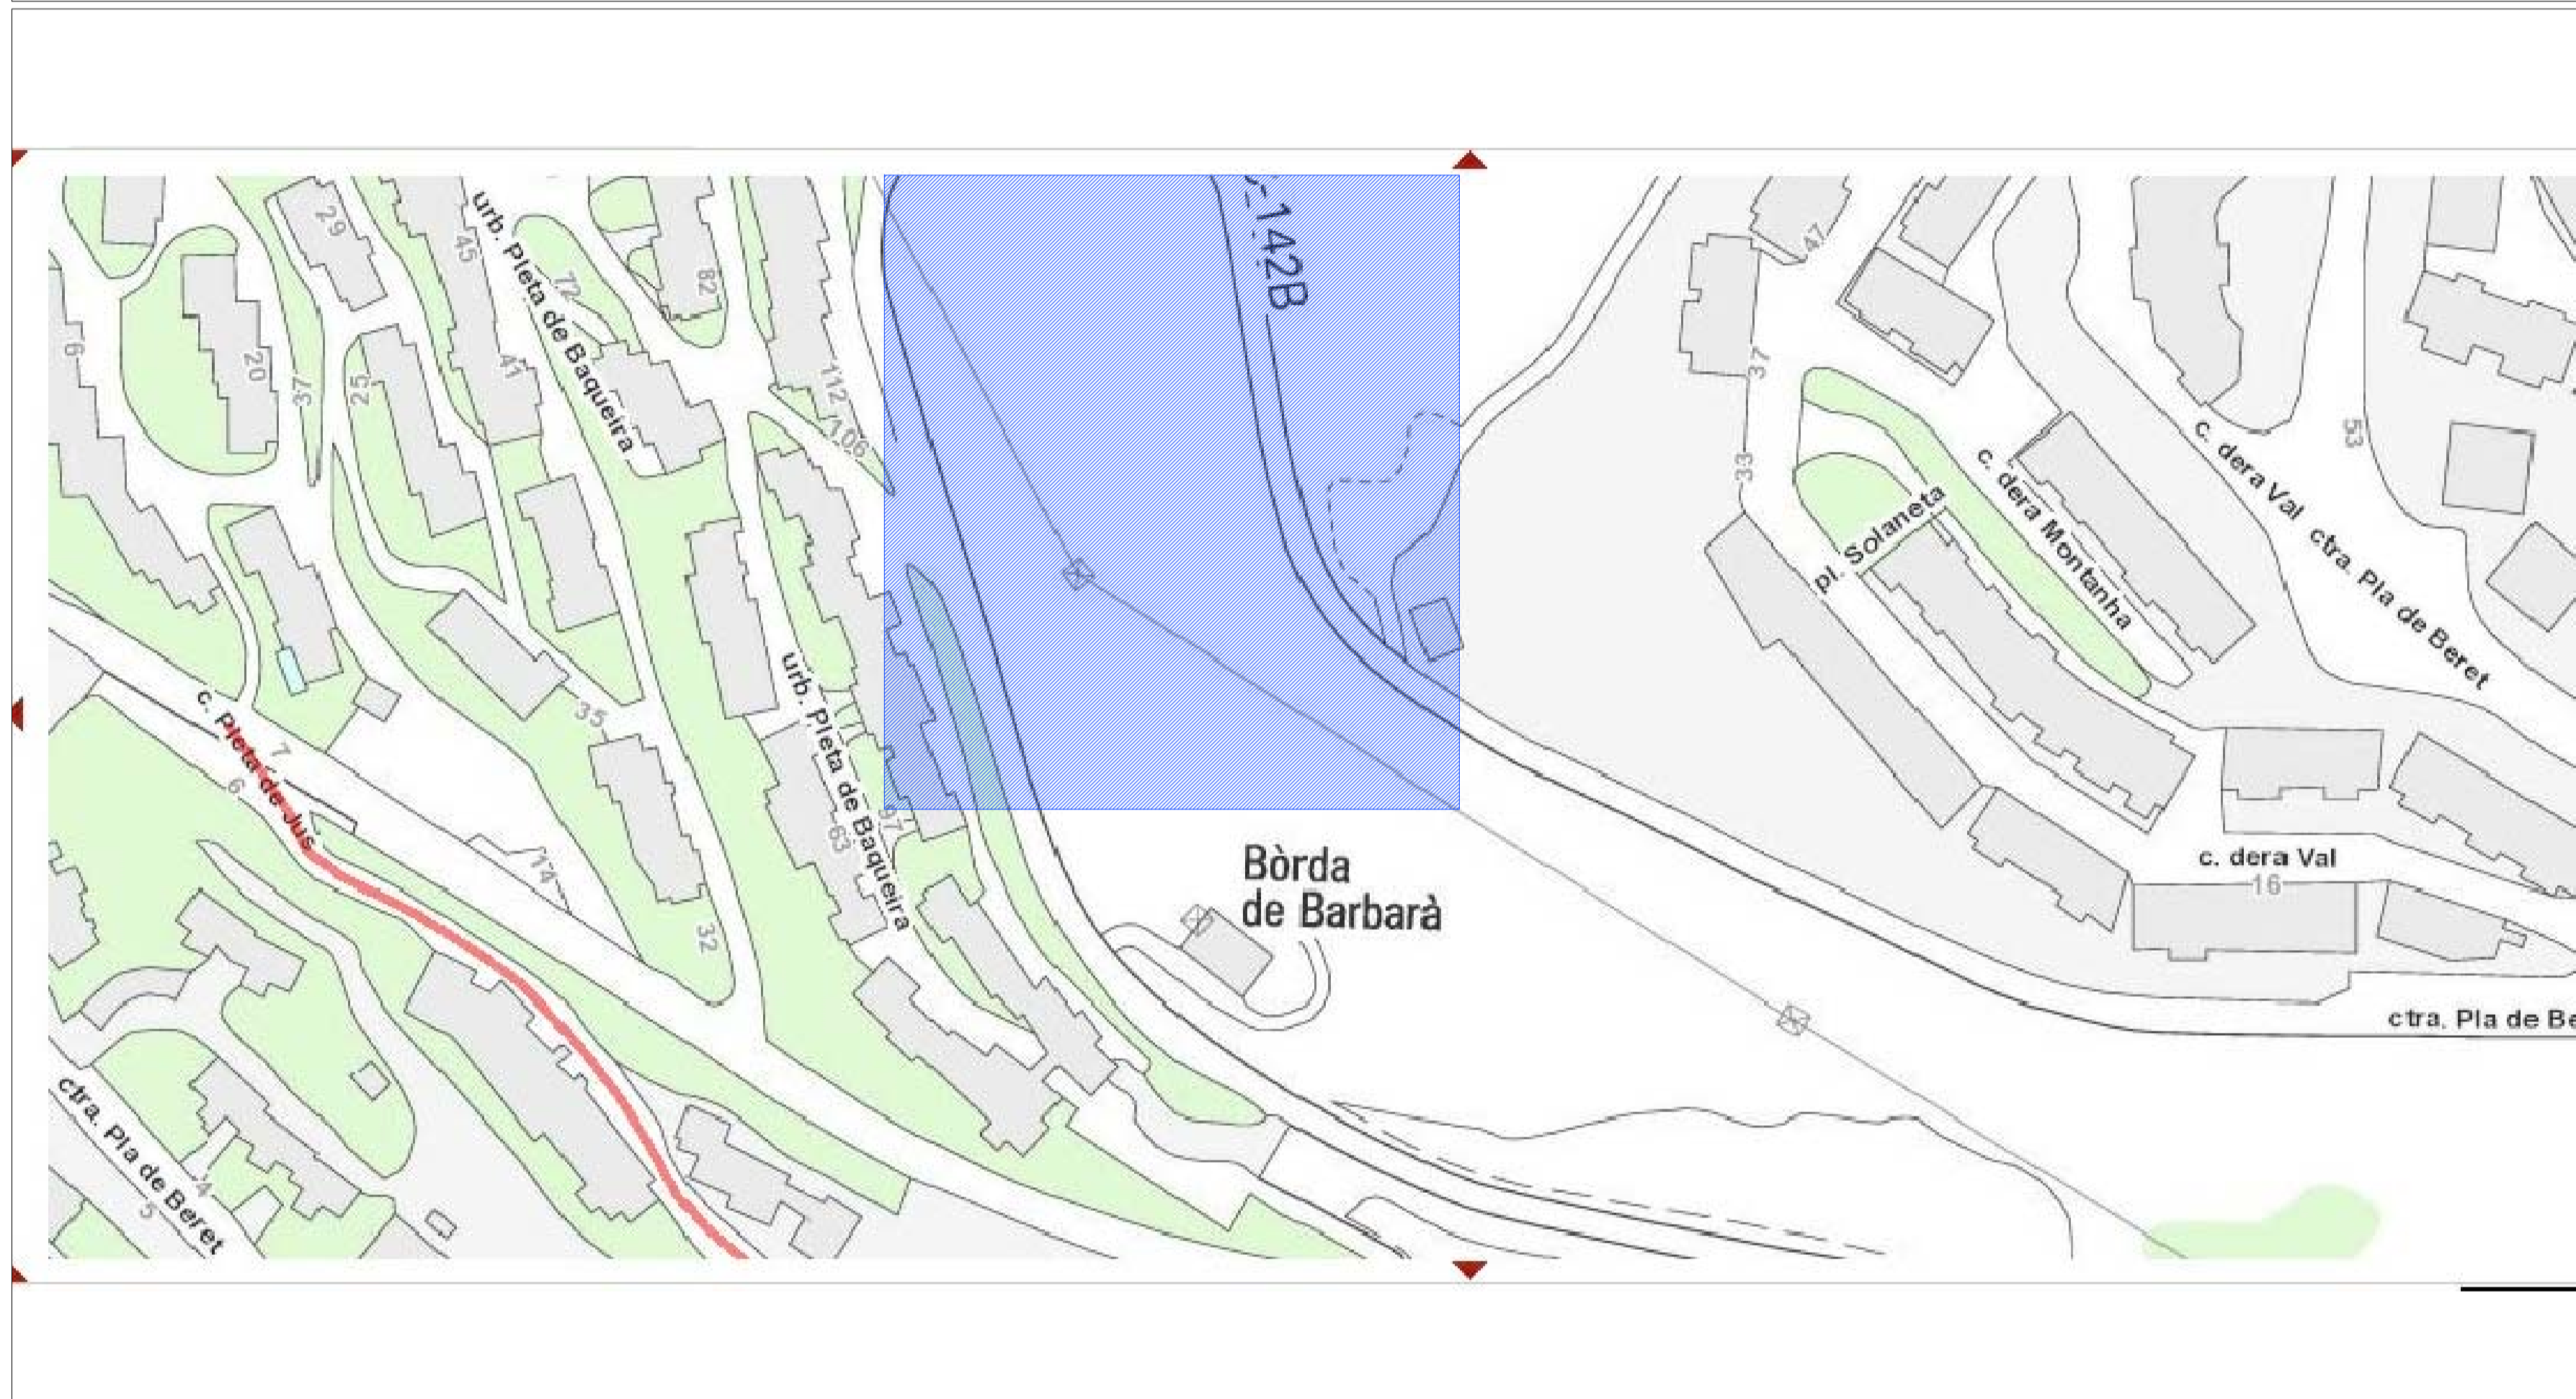 29
45
urb. Pleta de Baqueira
72
82
C-142B
47
20
37
25
41
112
106
37
33
c. dera Val
ctra. Pla de Beret
53
c. dera Montanha
pl. Solaneta
c. Pleta de Jus
7
6
35
urb. Pleta de Baqueira
63
97
14
32
Bòrda
de Barbarà
c. dera Val
16
ctra. Pla de Be
ctra. Pla de Beret
4
5